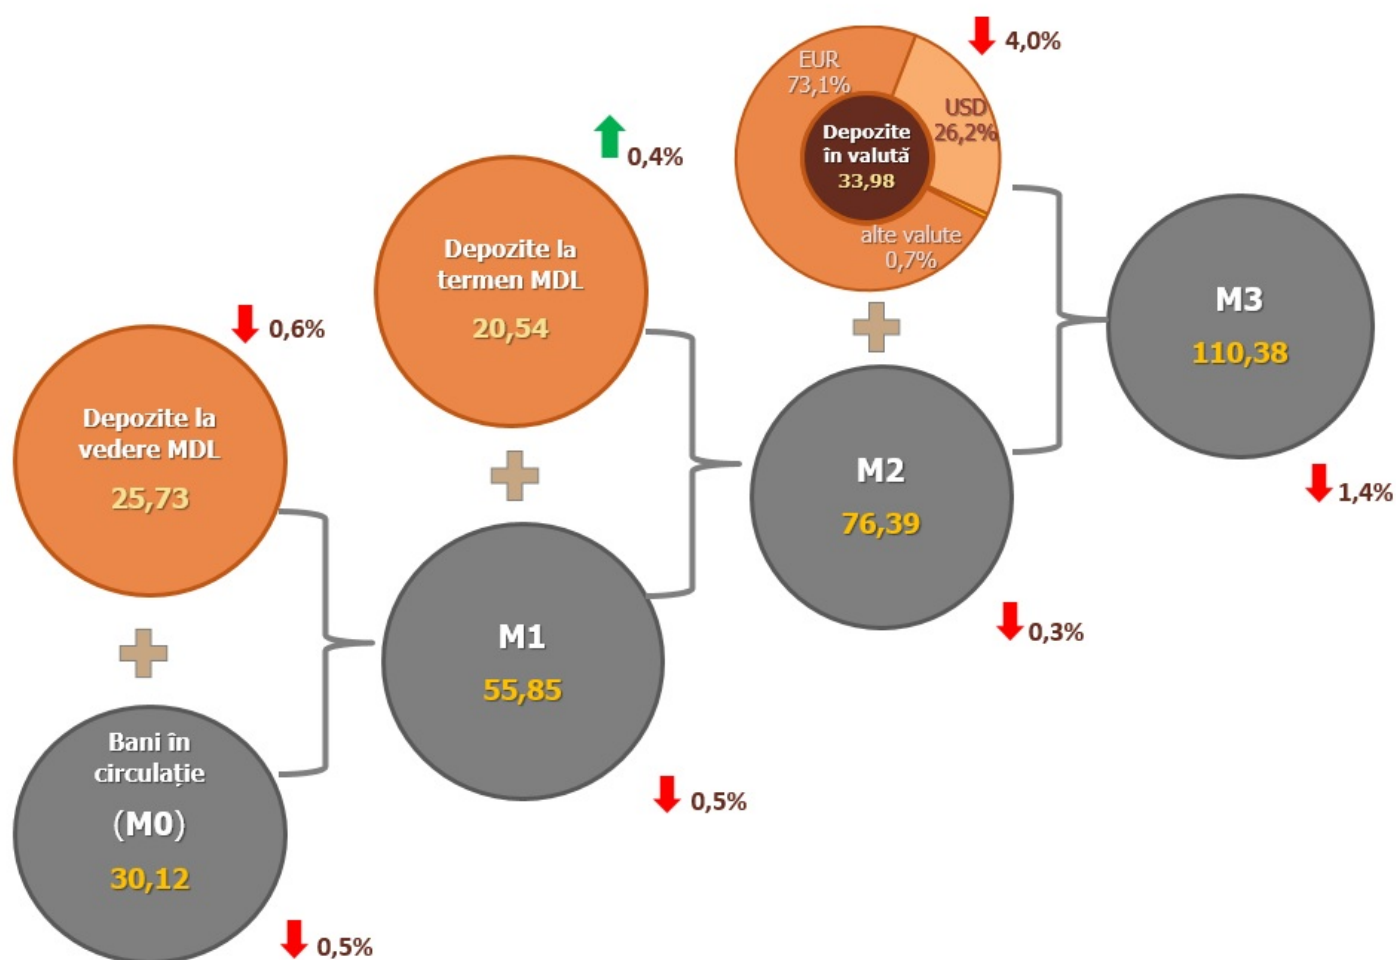 Depozite la
vedere MDL
25,73
0,6%
Bani în
circulație
(M0)
30,12
0,5%
Depozite la
termen MDL
20,54
0,4%
M1
55,85
0,5%
EUR
73,1%
USD
26,2%
Depozite
în valută
33,98
alte valute
0,7%
4,0%
M2
76,39
0,3%
M3
110,38
1,4%